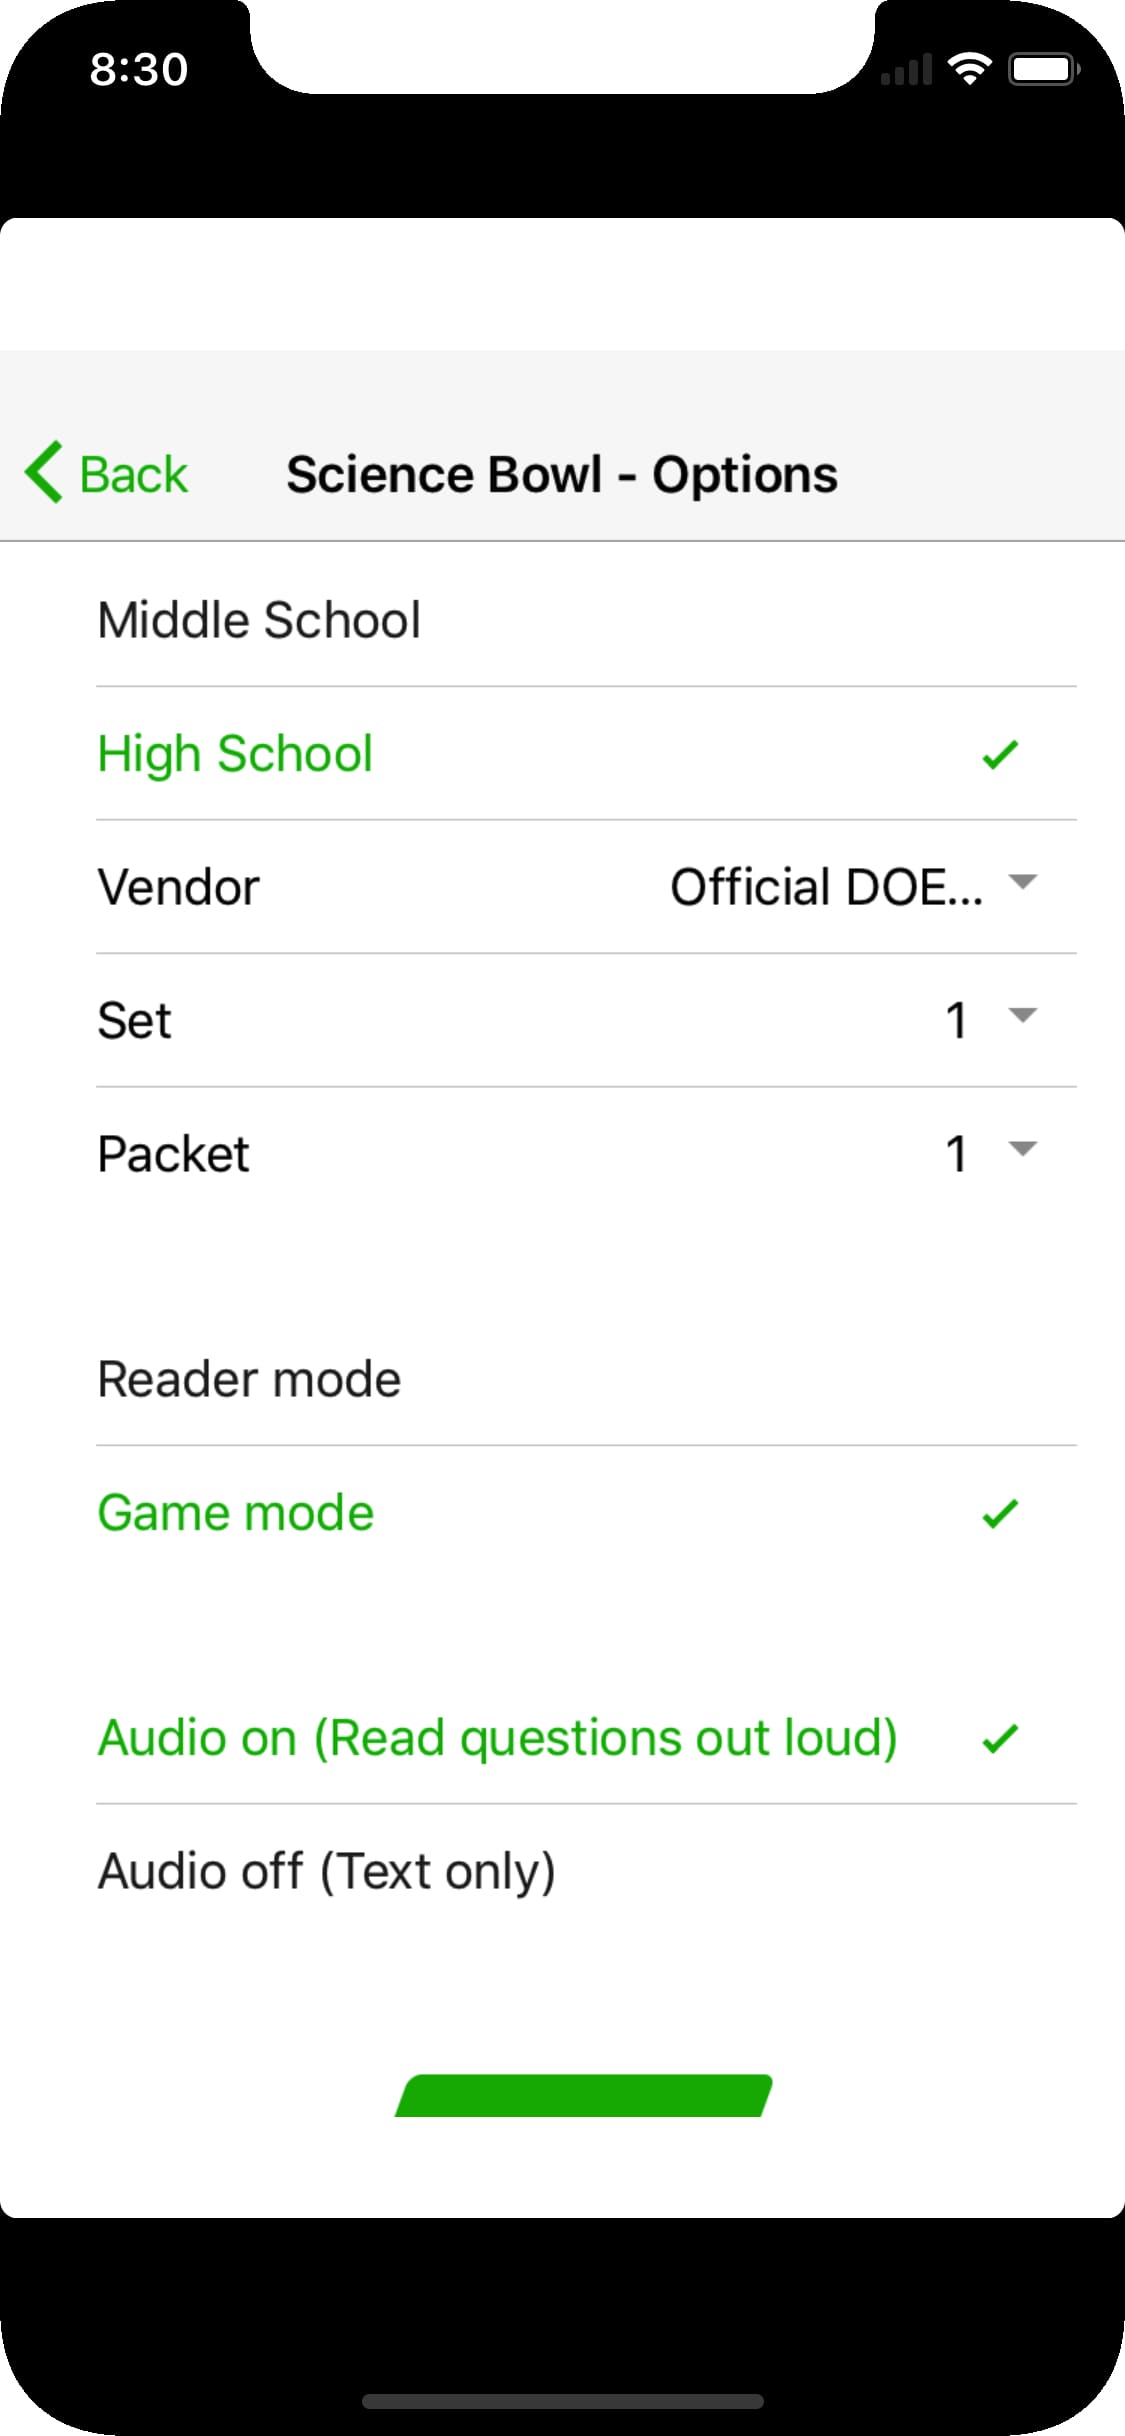 8:30
Back
Science Bowl - Options
Middle School
High School
Vendor
Official DOE...
Set
1
Packet
1
Reader mode
Game mode
Audio on (Read questions out loud)
Audio off (Text only)